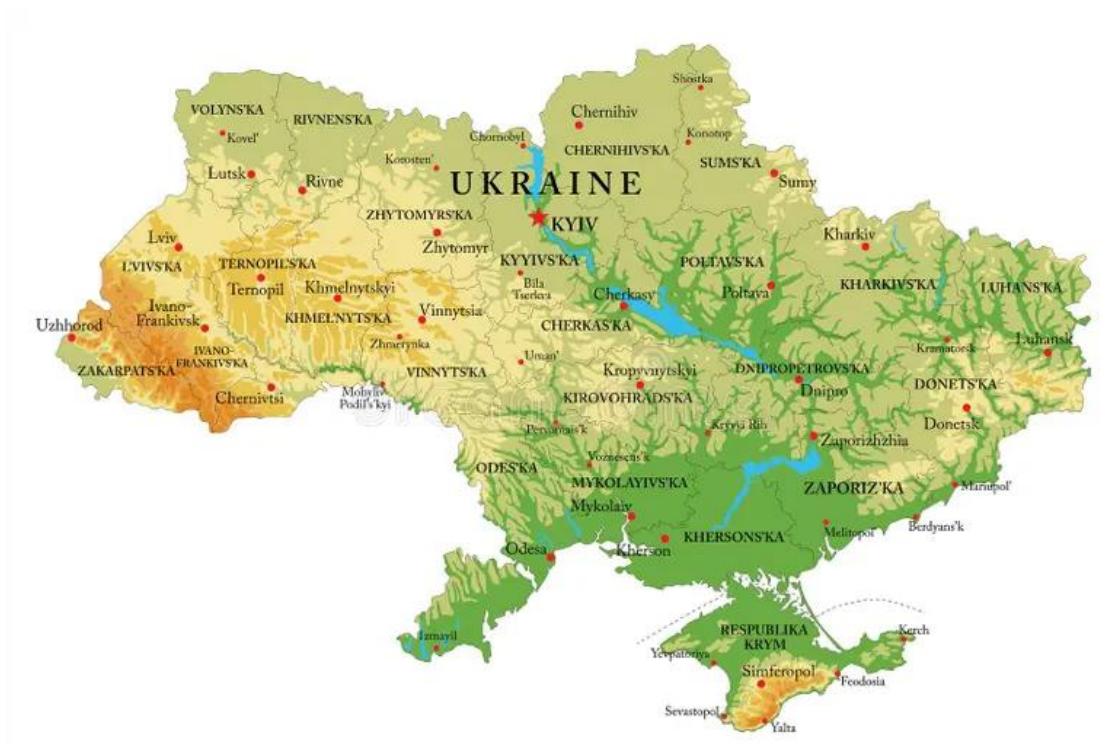 Shostka
VOLYNS'KA
RIVNENS'KA
Chernihiv
Kovel'
Chornobyl
Konotop
CHERNIHIVS'KA
Korosten'
SUMS'KA
Lutsk
Rivne
UKRAINE
Sumy
ZHYTOMYRS'KA
KYIV
Lviv
Zhytomyr
Kharkiv
L'VIVS'KA
TERNOPIL'S'KA
KYYIVS'KA
POLTAVS'KA
Ternopil
Khmelnytskyi
Bila
Tserkva
Cherkasy
Poltava
KHARKIVS'KA
LUHANS'KA
Ivano-
Frankivsk
KHMEL'NYTS'KA
Vinnytsia
CHERKAS'KA
Uzhhorod
Zhmerynka
Luhansk
IVANO-
FRANKIVS'KA
Uman'
Kramatorsk
ZAKARPATS'KA
VINNYTS'KA
Kropyvnytskyi
DNIPROPETROVS'KA
DONETS'KA
Chernivtsi
Mohyliv
Podil's'kyi
KIROVOHRADS'KA
Dnipro
Pervomais'k
Kryvyi Rih
Donetsk
Zaporizhzhia
Voznesens'k
ODES'KA
MYKOLAYIVS'KA
ZAPORIZ'KA
Mariupol'
Mykolaiv
Melitopol'
Berdyans'k
Odesa
Kherson
KHERSONS'KA
Izmayil
RESPUBLIKA
KRYM
Kerch
Yevpatoriya
Simferopol'
Feodosia
Sevastopol
Yalta